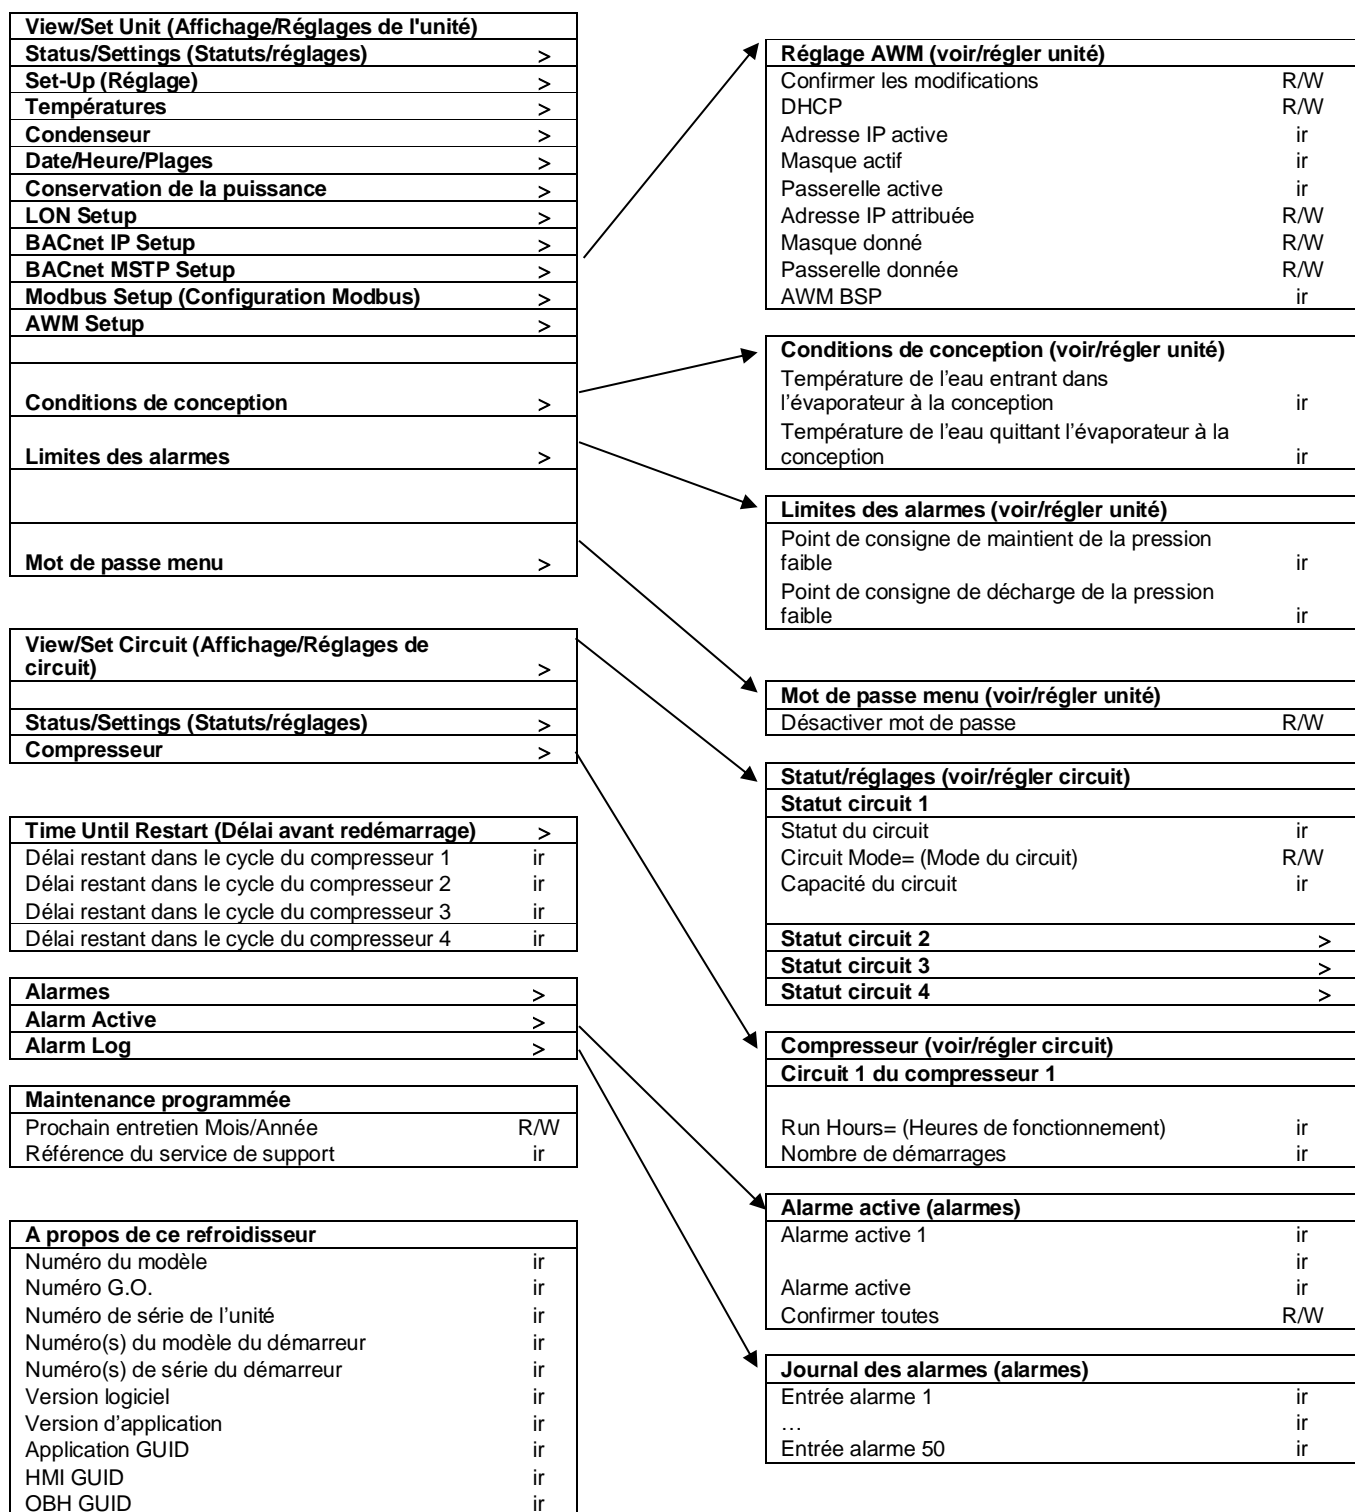 View/Set Unit (Affichage/Réglages de l'unité)
Status/Settings (Statuts/réglages) >
Set-Up (Réglage) >
Températures >
Condenseur >
Date/Heure/Plages >
Conservation de la puissance >
LON Setup >
BACnet IP Setup >
BACnet MSTP Setup >
Modbus Setup (Configuration Modbus) >
AWM Setup >
Conditions de conception >
Limites des alarmes >
Mot de passe menu >
View/Set Circuit (Affichage/Réglages de
circuit) >
Status/Settings (Statuts/réglages) >
Compresseur >
Time Until Restart (Délai avant redémarrage) >
Délai restant dans le cycle du compresseur 1 ir
Délai restant dans le cycle du compresseur 2 ir
Délai restant dans le cycle du compresseur 3 ir
Délai restant dans le cycle du compresseur 4 ir
Alarmes >
Alarm Active >
Alarm Log >
Maintenance programmée
Prochain entretien Mois/Année R/W
Référence du service de support ir
A propos de ce refroidisseur
Numéro du modèle ir
Numéro G.O. ir
Numéro de série de l’unité ir
Numéro(s) du modèle du démarreur ir
Numéro(s) de série du démarreur ir
Version logiciel ir
Version d’application ir
Application GUID ir
HMI GUID ir
OBH GUID ir
Réglage AWM (voir/régler unité)
Confirmer les modifications R/W
DHCP R/W
Adresse IP active ir
Masque actif ir
Passerelle active ir
Adresse IP attribuée R/W
Masque donné R/W
Passerelle donnée R/W
AWM BSP ir
Conditions de conception (voir/régler unité)
Température de l’eau entrant dans
l’évaporateur à la conception ir
Température de l’eau quittant l’évaporateur à la
conception ir
Limites des alarmes (voir/régler unité)
Point de consigne de maintient de la pression
faible ir
Point de consigne de décharge de la pression
faible ir
Mot de passe menu (voir/régler unité)
Désactiver mot de passe R/W
Statut/réglages (voir/régler circuit)
Statut circuit 1
Statut du circuit ir
Circuit Mode= (Mode du circuit) R/W
Capacité du circuit ir
Statut circuit 2 >
Statut circuit 3 >
Statut circuit 4 >
Compresseur (voir/régler circuit)
Circuit 1 du compresseur 1
Run Hours= (Heures de fonctionnement) ir
Nombre de démarrages ir
Alarme active (alarmes)
Alarme active 1 ir
ir
Alarme active ir
Confirmer toutes R/W
Journal des alarmes (alarmes)
Entrée alarme 1 ir
… ir
Entrée alarme 50 ir